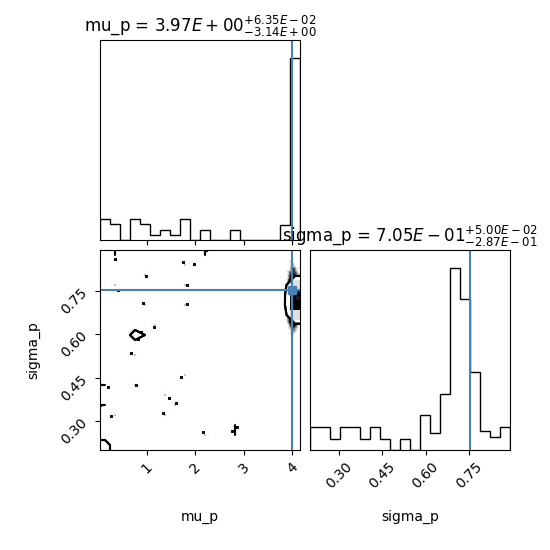 mu_p = 3.97E + 00+6.35E − 02 −3.14E + 00
sigma_p = 7.05E − 01+5.00E − 02 −2.87E − 01
0.75
0.60
0.45
0.30
sigma_p
1 2 3 4
mu_p
0.30 0.45 0.60 0.75
sigma_p